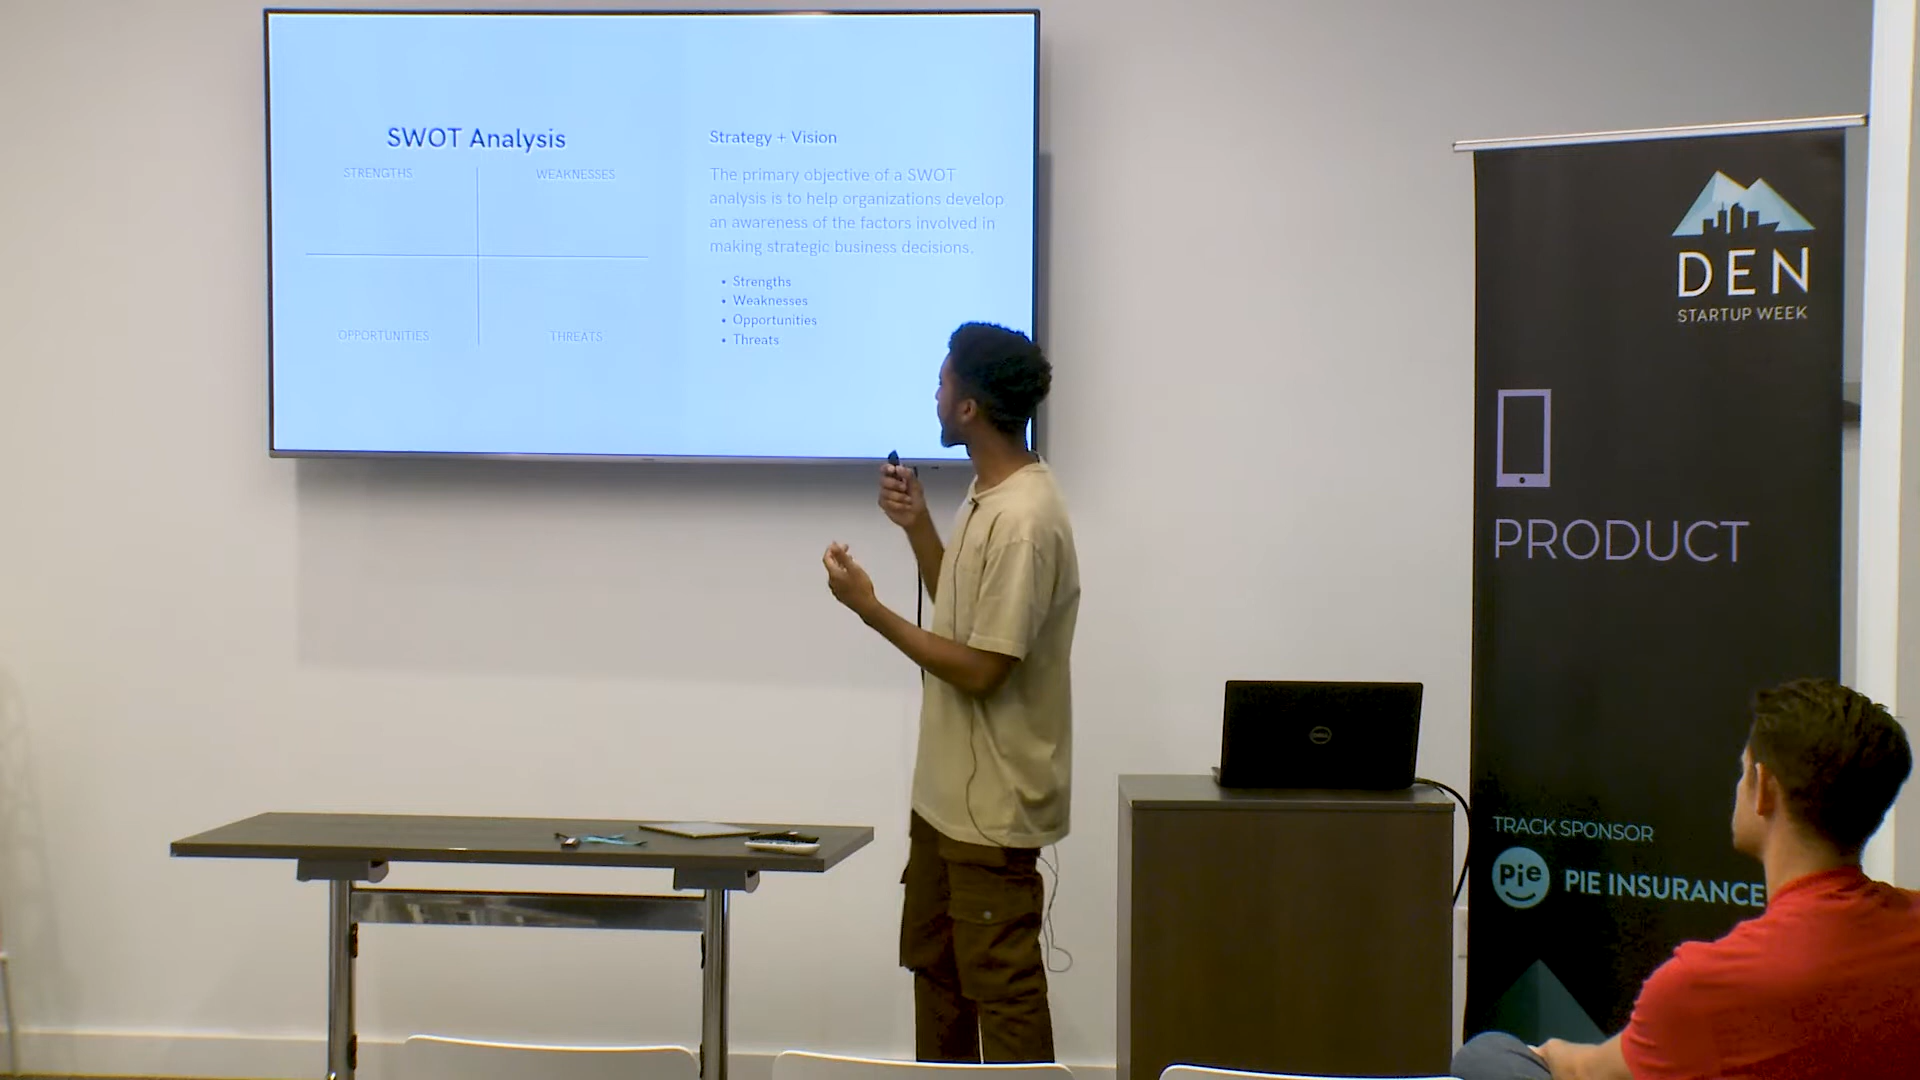 SWOT Analysis
STRENGTHS
WEAKNESSES
OPPORTUNITIES
THREATS
Strategy + Vision
The primary objective of a SWOT
analysis is to help organizations develop
an awareness of the factors involved in
making strategic business decisions.
• Strengths
• Weaknesses
• Opportunities
• Threats
DEN
STARTUP WEEK
PRODUCT
TRACK SPONSOR
Pie
PIE INSURANCE
DELL